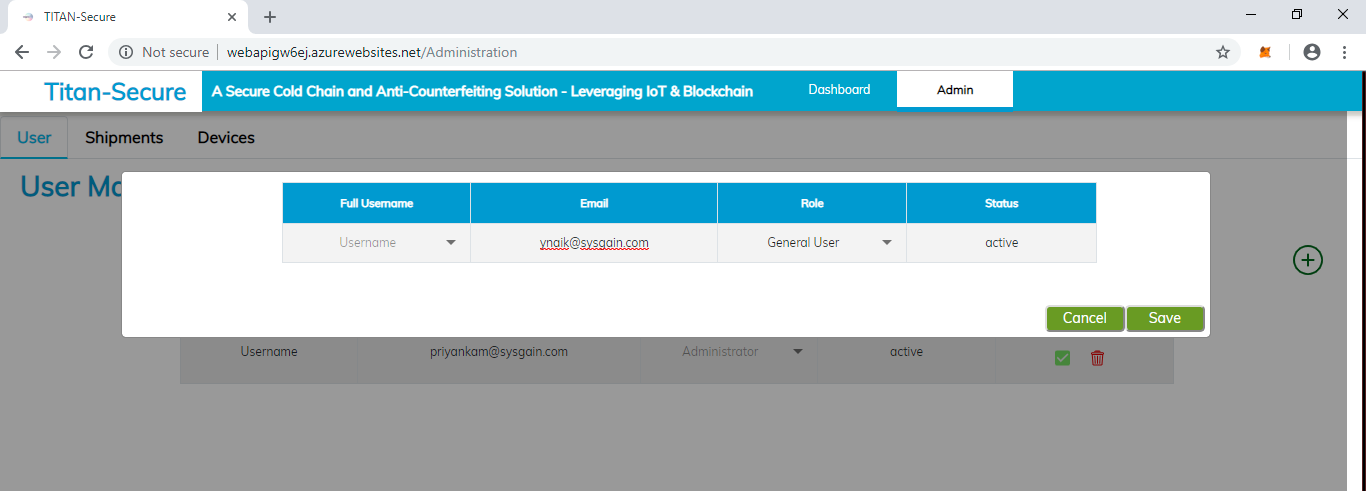 TITAN-Secure
Not secure webapigw6ej.azurewebsites.net/Administration
Titan-Secure A Secure Cold Chain and Anti-Counterfeiting Solution - Leveraging IoT & Blockchain Dashboard Admin
User Shipments Devices
User Ma
Full Username Email Role Status
Username vnaik@sysgain.com General User active
Cancel Save
Username priyankam@sysgain.com Administrator active